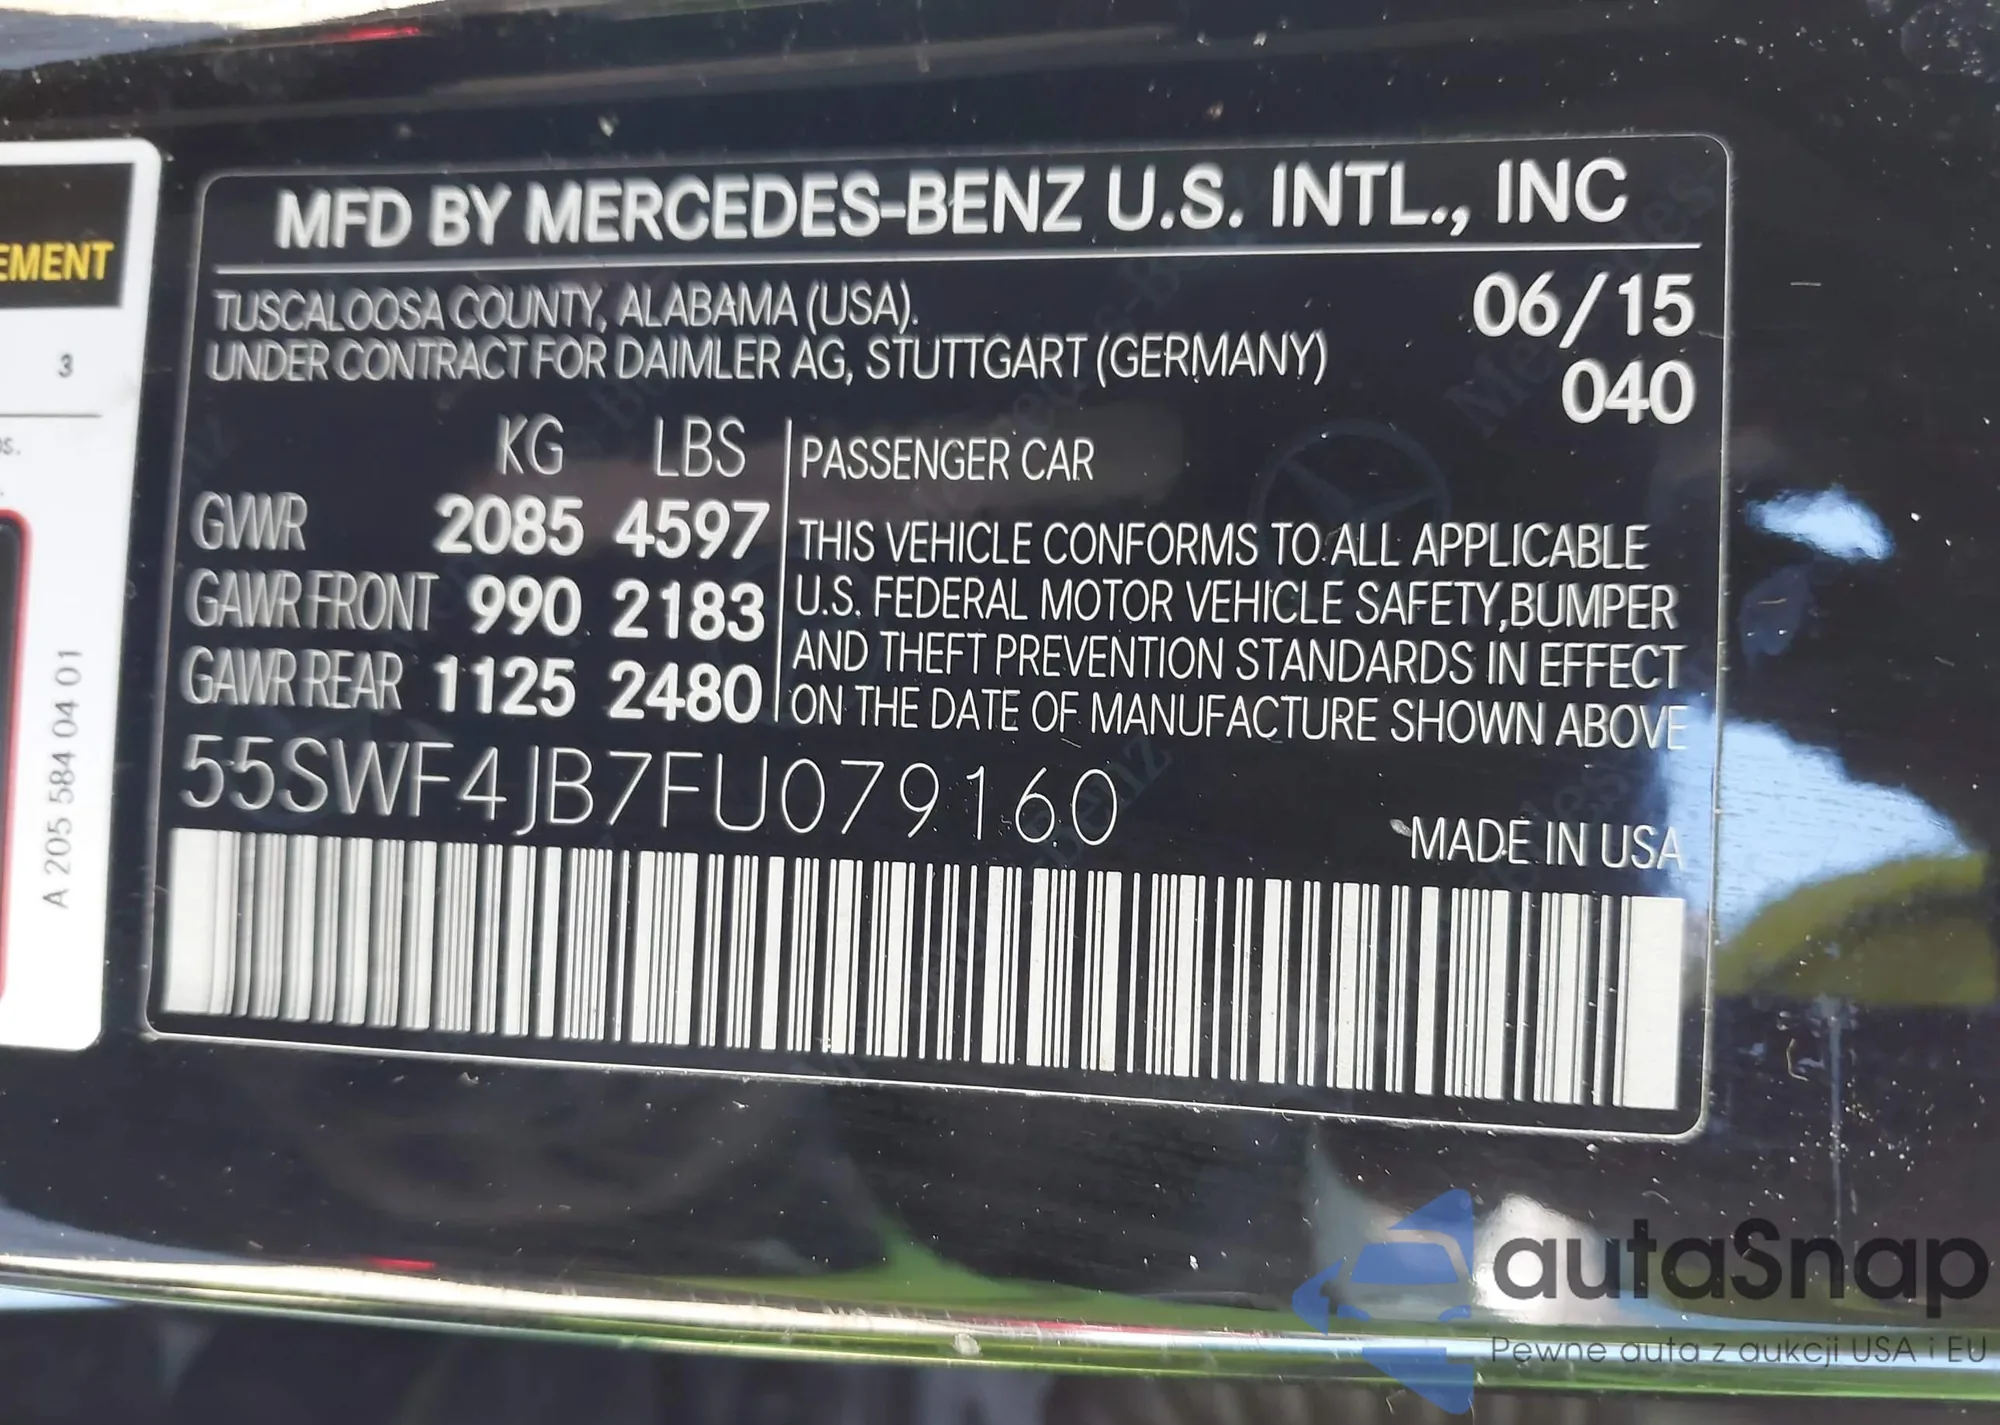 EMENT
3
A 205 584 04 01
MFD BY MERCEDES-BENZ U.S. INTL., INC
TUSCALOOSA COUNTY, ALABAMA (USA).
UNDER CONTRACT FOR DAIMLER AG, STUTTGART (GERMANY)
06/15
040
KG LBS
GVWR 2085 4597
GAWR FRONT 990 2183
GAWR REAR 1125 2480
PASSENGER CAR
THIS VEHICLE CONFORMS TO ALL APPLICABLE
U.S. FEDERAL MOTOR VEHICLE SAFETY,BUMPER
AND THEFT PREVENTION STANDARDS IN EFFECT
ON THE DATE OF MANUFACTURE SHOWN ABOVE
55SWF4JB7FU079160
MADE IN USA
autaSnap
Pewne auta z aukcji USA i EU